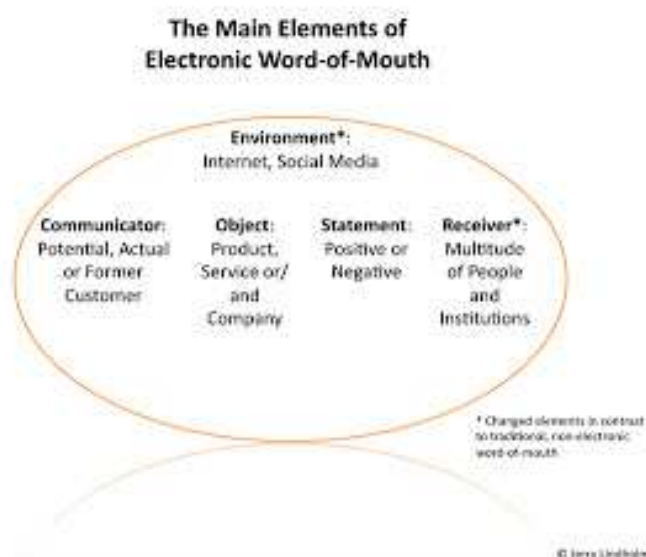 The Main Elements of
Electronic Word-of-Mouth
Environment*:
Internet, Social Media
Communicator:
Potential, Actual
or Former
Customer
Object:
Product,
Service or/
and
Company
Statement:
Positive or
Negative
Receiver*:
Multitude
of People
and
Institutions
* Changed elements in contrast
to traditional, non-electronic
word-of-mouth
©